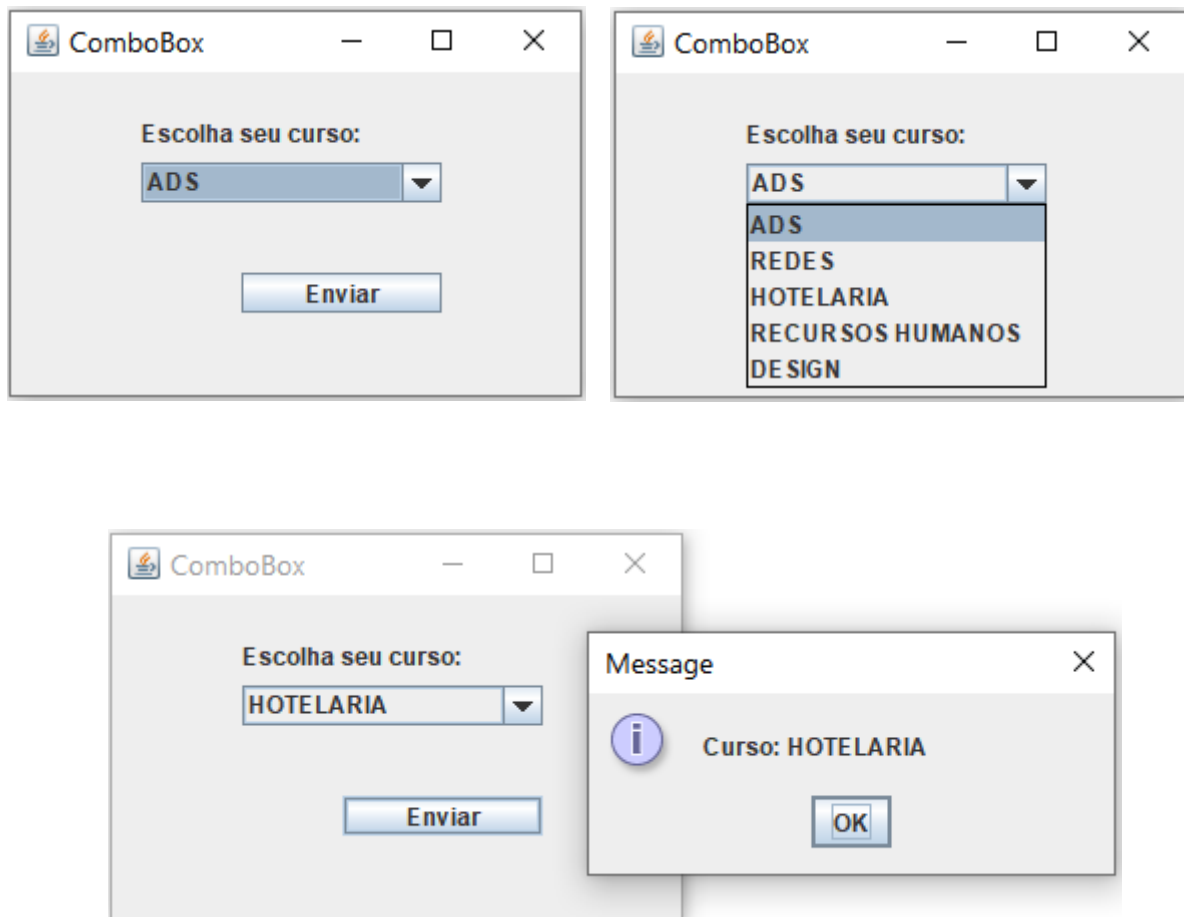 ComboBox
Escolha seu curso:
ADS
Enviar
ComboBox
Escolha seu curso:
ADS
ADS
REDES
HOTELARIA
RECURSOS HUMANOS
DESIGN
ComboBox
Escolha seu curso:
HOTELARIA
Enviar
Message
i
Curso: HOTELARIA
OK